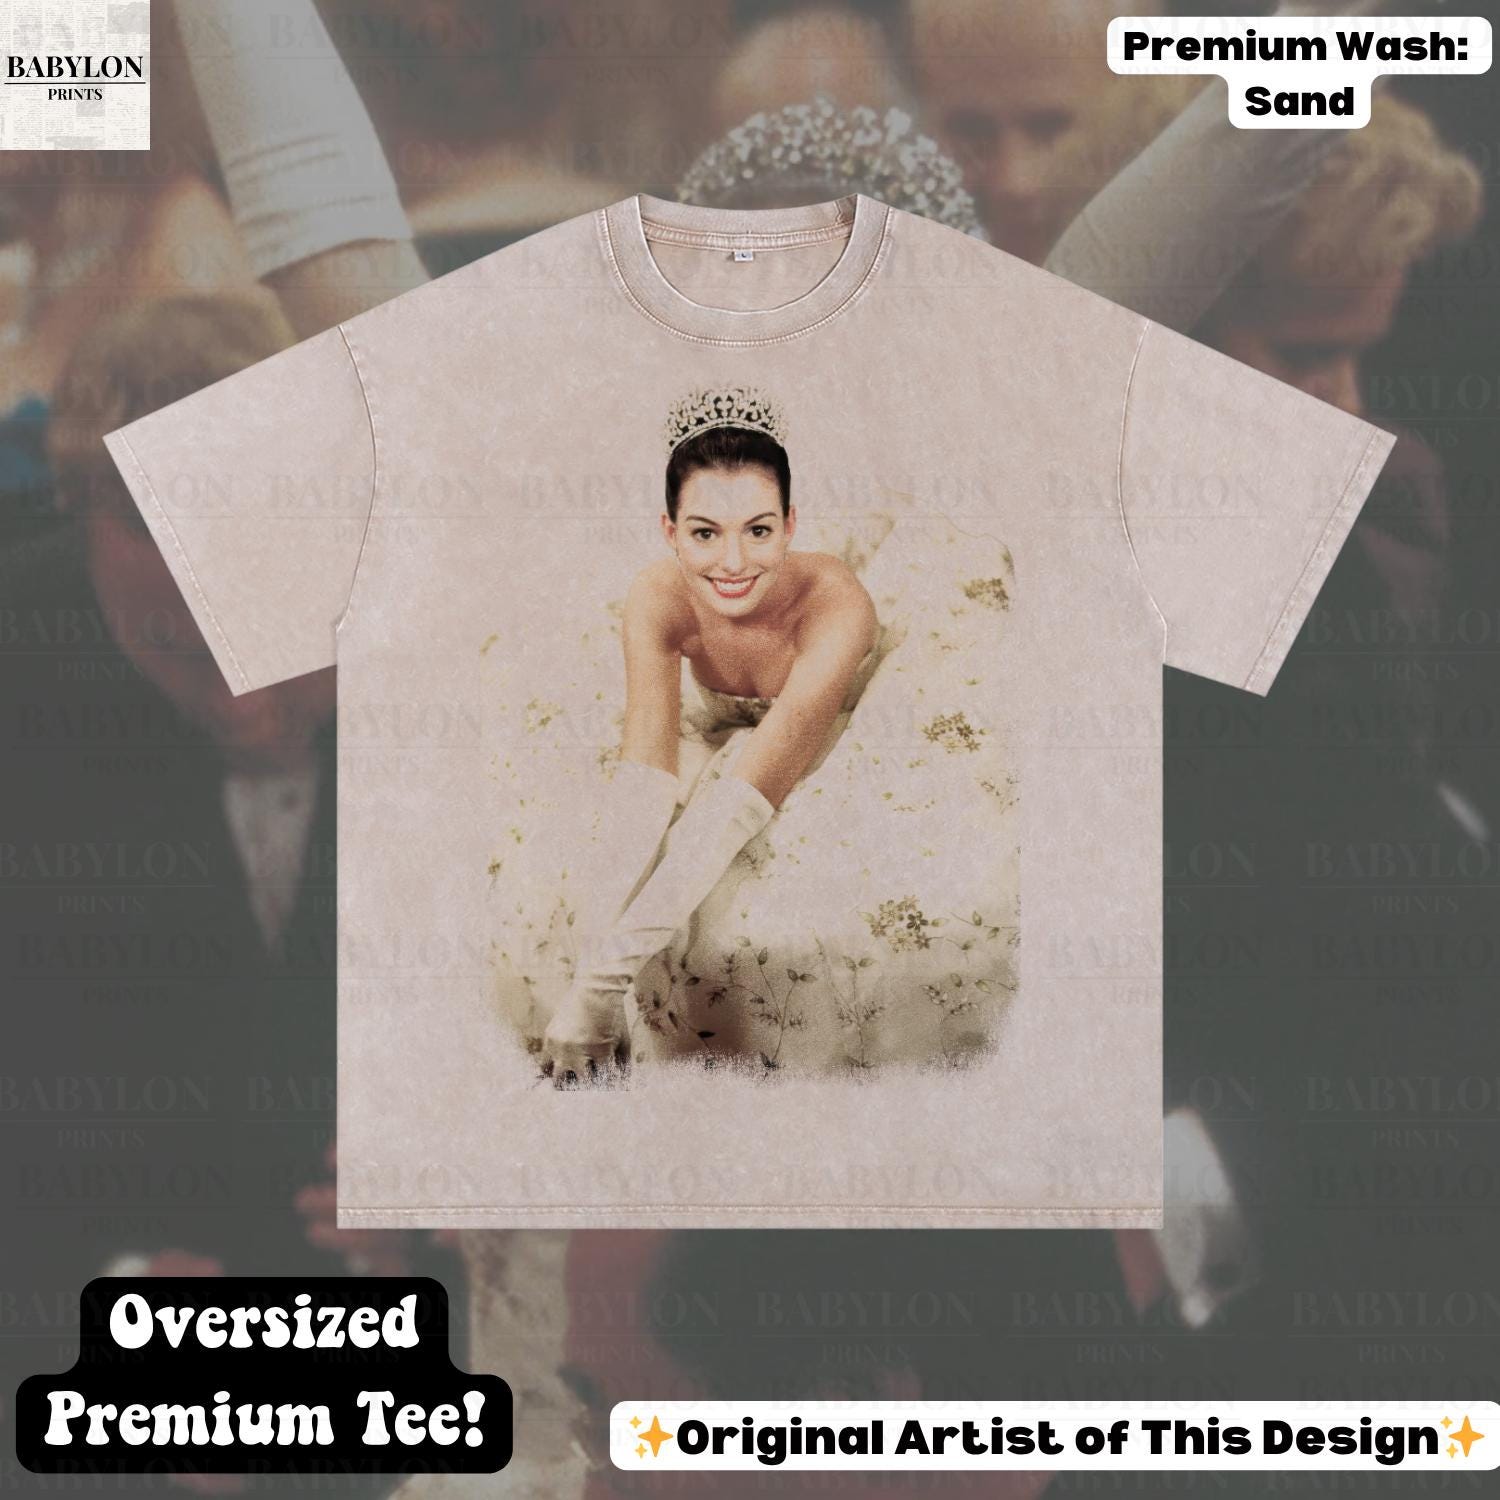 BABYLON
PRINTS
Premium Wash:
Sand
L
Oversized
Premium Tee!
✨Original Artist of This Design✨